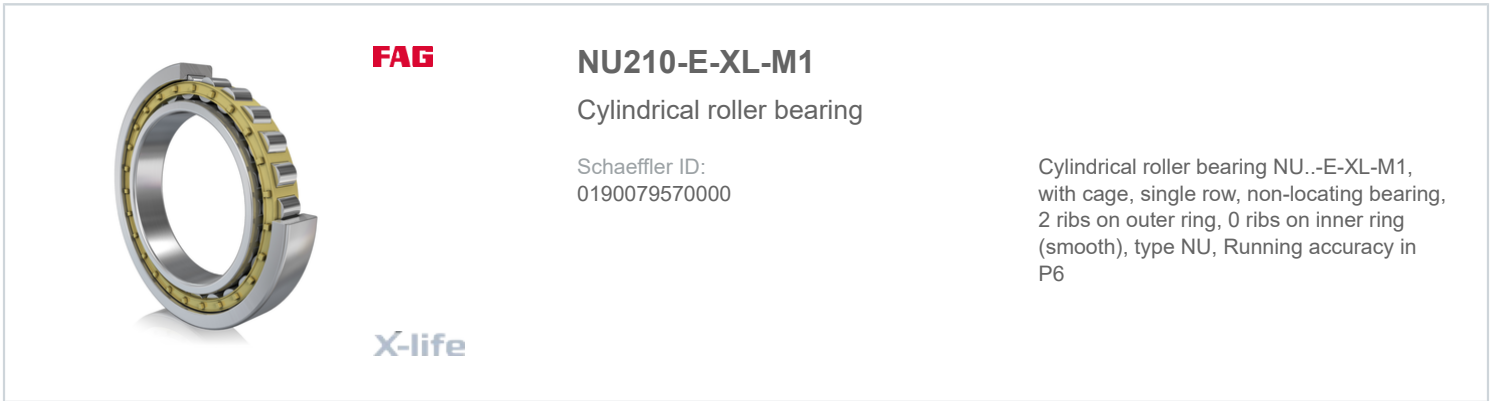 FAG
NU210-E-XL-M1
Cylindrical roller bearing
Schaeffler ID:
0190079570000
Cylindrical roller bearing NU..-E-XL-M1,
with cage, single row, non-locating bearing,
2 ribs on outer ring, 0 ribs on inner ring
(smooth), type NU, Running accuracy in
P6
X-life